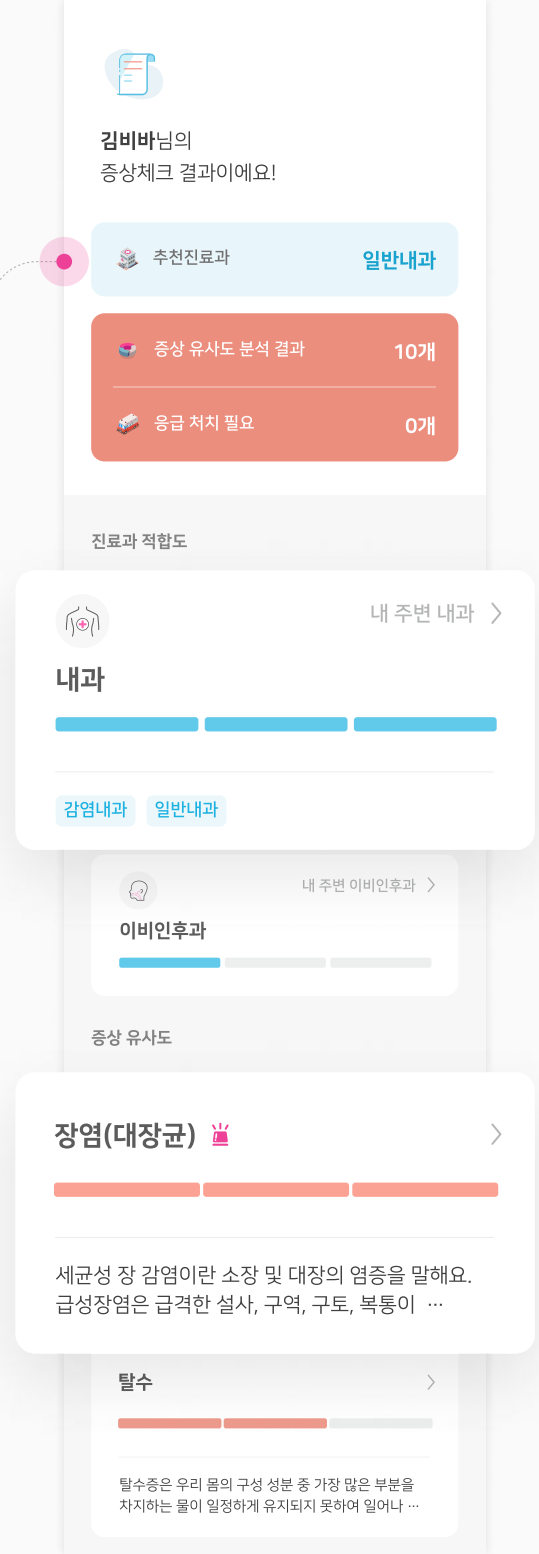 김비바님의
증상체크 결과이에요!
추천진료과 일반내과
증상 유사도 분석 결과 10개
응급 처치 필요 0개
진료과 적합도
내 주변 내과
내과
감염내과 일반내과
내 주변 이비인후과
이비인후과
증상 유사도
장염(대장균)
세균성 장 감염이란 소장 및 대장의 염증을 말해요.
급성장염은 급격한 설사, 구역, 구토, 복통이 ···
탈수
탈수증은 우리 몸의 구성 성분 중 가장 많은 부분을
차지하는 물이 일정하게 유지되지 못하여 일어나 ···